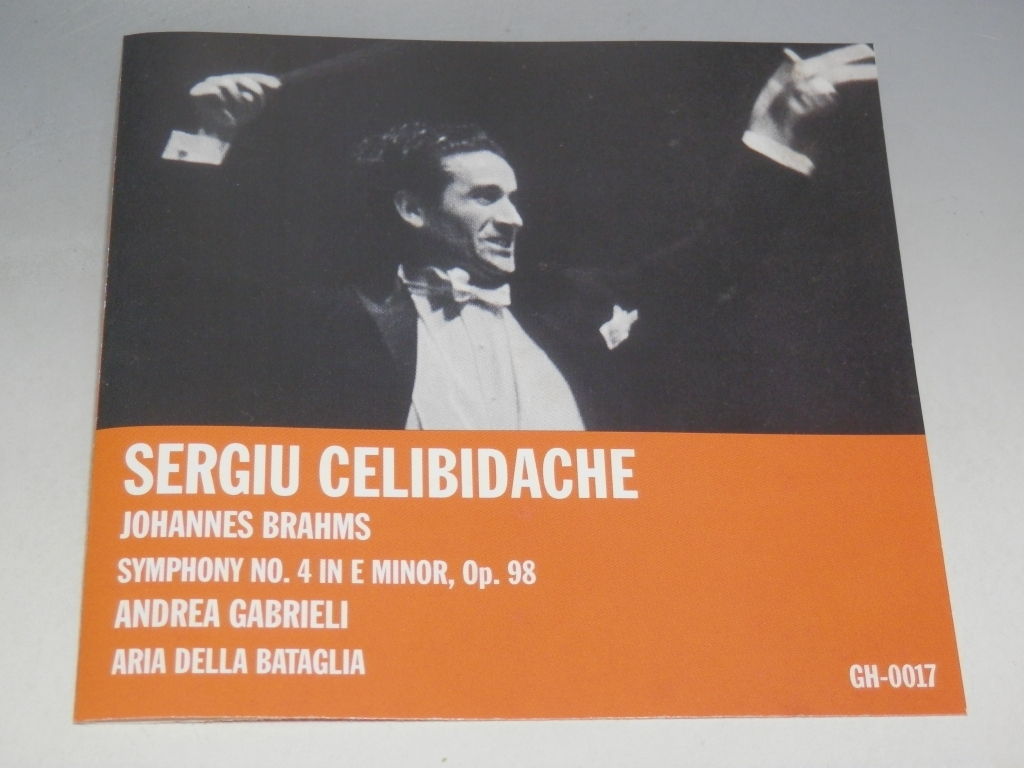 SERGIU CELIBIDACHE
JOHANNES BRAHMS
SYMPHONY NO. 4 IN E MINOR, Op. 98
ANDREA GABRIELI
ARIA DELLA BATAGLIA
GH-0017